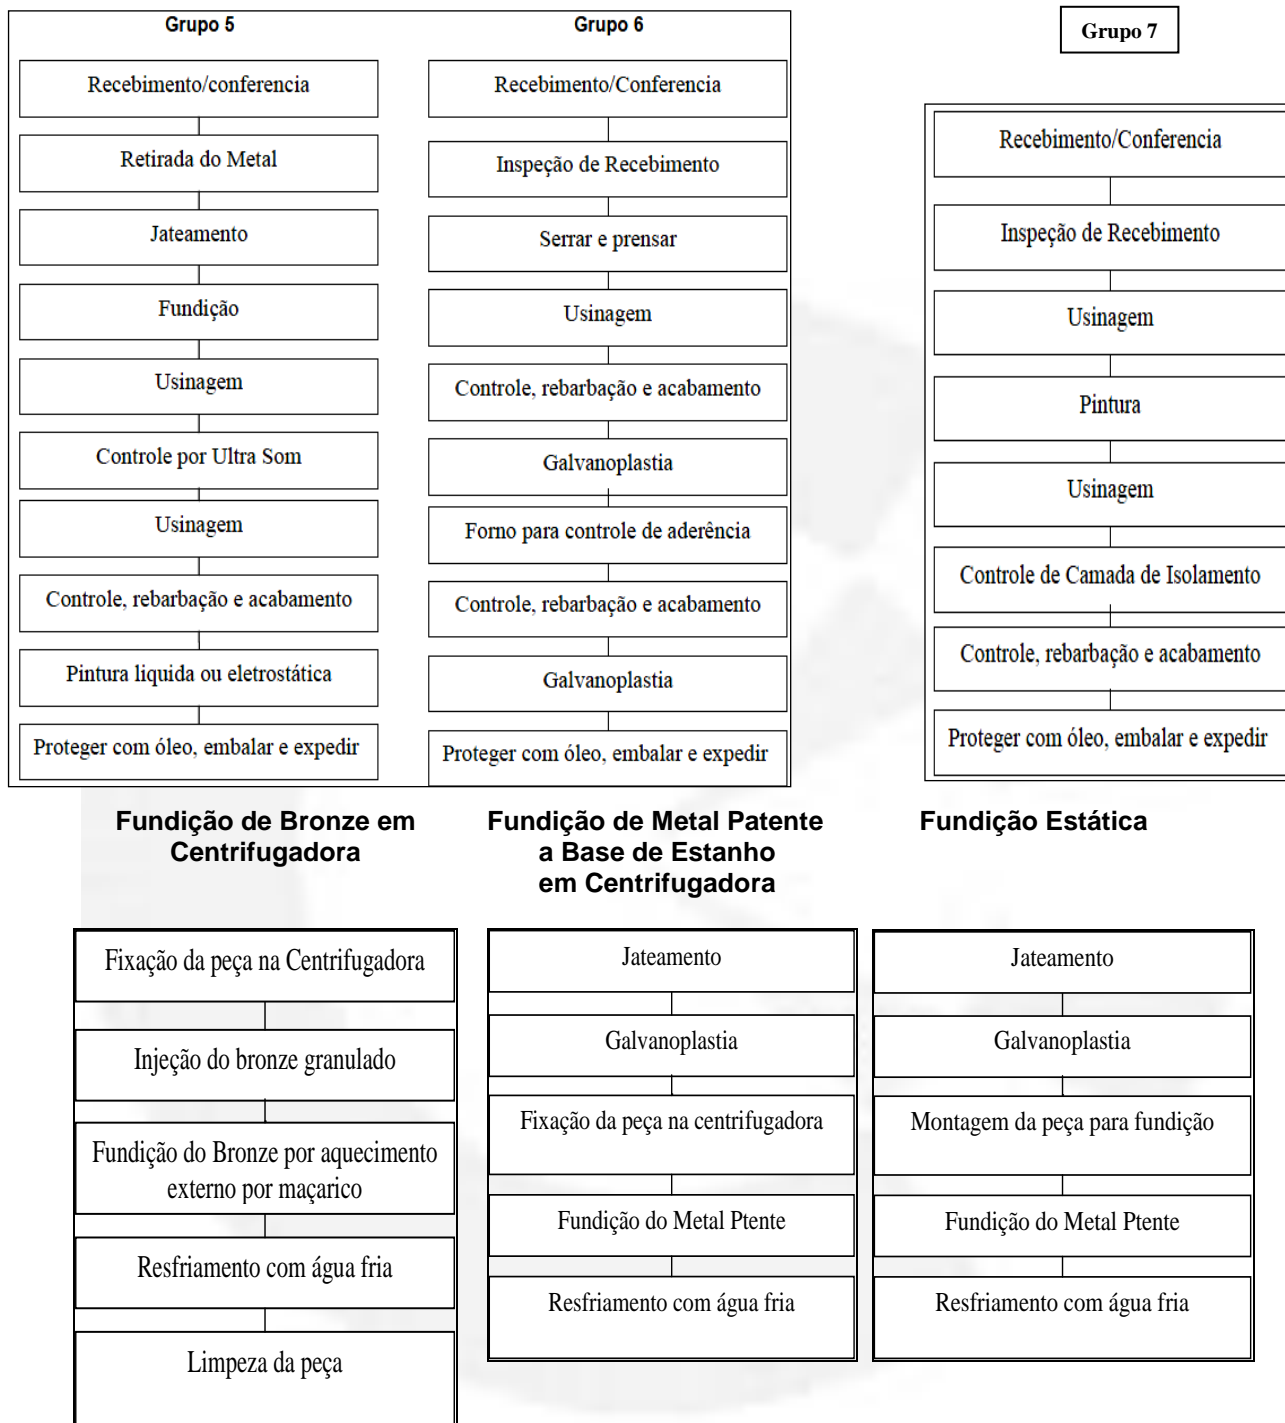 Grupo 5
Recebimento/conferencia
Retirada do Metal
Jateamento
Fundição
Usinagem
Controle por Ultra Som
Usinagem
Controle, rebarbação e acabamento
Pintura liquida ou eletrostática
Proteger com óleo, embalar e expedir
Grupo 6
Recebimento/Conferencia
Inspeção de Recebimento
Serrar e prensar
Usinagem
Controle, rebarbação e acabamento
Galvanoplastia
Forno para controle de aderência
Controle, rebarbação e acabamento
Galvanoplastia
Proteger com óleo, embalar e expedir
Grupo 7
Recebimento/Conferencia
Inspeção de Recebimento
Usinagem
Pintura
Usinagem
Controle de Camada de Isolamento
Controle, rebarbação e acabamento
Proteger com óleo, embalar e expedir
Fundição de Bronze em
Centrifugadora
Fixação da peça na Centrifugadora
Injeção do bronze granulado
Fundição do Bronze por aquecimento
externo por maçarico
Resfriamento com água fria
Limpeza da peça
Fundição de Metal Patente
a Base de Estanho
em Centrifugadora
Jateamento
Galvanoplastia
Fixação da peça na centrifugadora
Fundição do Metal Ptente
Resfriamento com água fria
Fundição Estática
Jateamento
Galvanoplastia
Montagem da peça para fundição
Fundição do Metal Ptente
Resfriamento com água fria